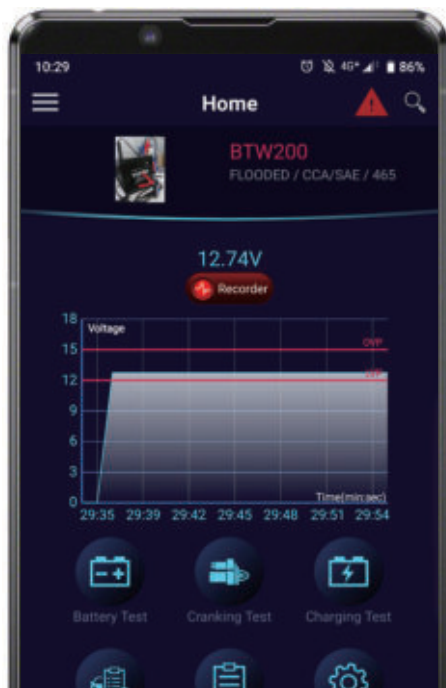 10:29 4G+ 86%
Home
BTW200
FLOODED / CCA/SAE / 465
12.74V
Recorder
18
Voltage
15
OVP
12
9
6
3
0
Time(min:sec)
29:35 29:39 29:42 29:45 29:48 29:51 29:54
Battery Test Cranking Test Charging Test